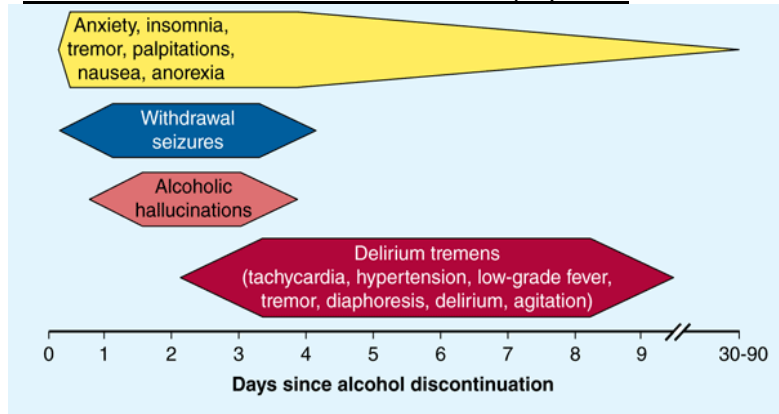 Anxiety, insomnia,
tremor, palpitations,
nausea, anorexia
Withdrawal
seizures
Alcoholic
hallucinations
Delirium tremens
(tachycardia, hypertension, low-grade fever,
tremor, diaphoresis, delirium, agitation)
0 1 2 3 4 5 6 7 8 9 30-90
Days since alcohol discontinuation